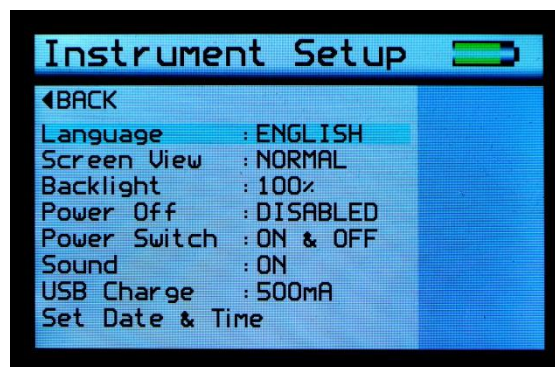 Instrument Setup
◀BACK
Language : ENGLISH
Screen View : NORMAL
Backlight : 100%
Power Off : DISABLED
Power Switch : ON & OFF
Sound : ON
USB Charge : 500mA
Set Date & Time